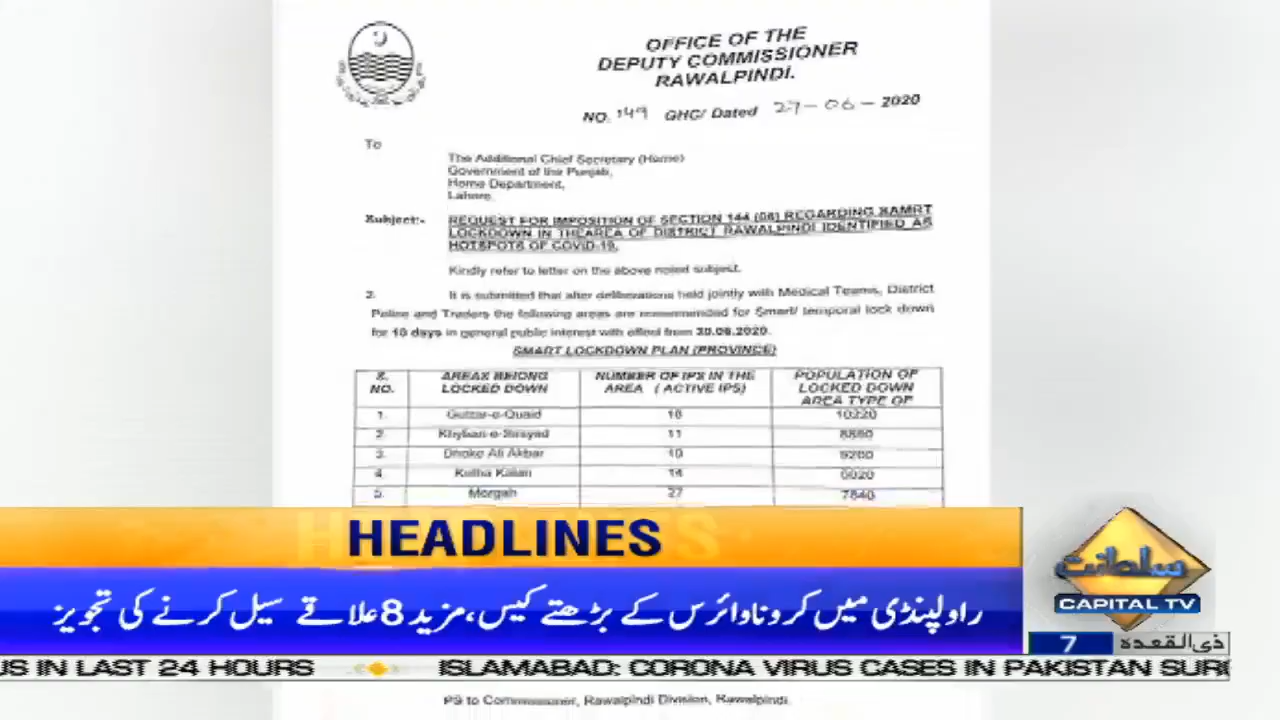 OFFICE OF THE
DEPUTY COMMISSIONER
RAWALPINDI.
NO. 149 GHC/ Dated 27-06-2020
To
The Additional Chief Secretary (Home)
Government of the Punjab,
Home Department,
Lahore.
Subject:- REQUEST FOR IMPOSITION OF SECTION 144 (06) REGARDING SAMRT
LOCKDOWN IN THEAREA OF DISTRICT RAWALPINDI IDENTIFIED AS
HOTSPOTS OF COVID-19.
Kindly refer to letter on the above noted subject.
2. It is submitted that after deliberations held jointly with Medical Teams, District
Police and Traders the following areas are recommended for Smart/ temporal lock down
for 10 days in general public interest with effect from 30.06.2020.
SMART LOCKDOWN PLAN (PROVINCE)
S. NO. AREAS BEIONG LOCKED DOWN NUMBER OF IPS IN THE AREA ( ACTIVE IPS) POPULATION OF LOCKED DOWN AREA TYPE OF
1. Gulzar-e-Quaid 10220
2. 11
3. Dhoke Ali Akbar 10 9200
4. Kotha Kalan 14
5. Morgah 27 7840
HEADLINES
راولپنڈی میں کرونا وائرس کے بڑھتے کیس، مزید 8 علاقے سیل کرنے کی تجویز
سلطانت
CAPITAL TV
7 ذی القعدہ
US IN LAST 24 HOURS ISLAMABAD: CORONA VIRUS CASES IN PAKISTAN SURG
PS to Commissioner, Rawalpindi Division, Rawalpindi.